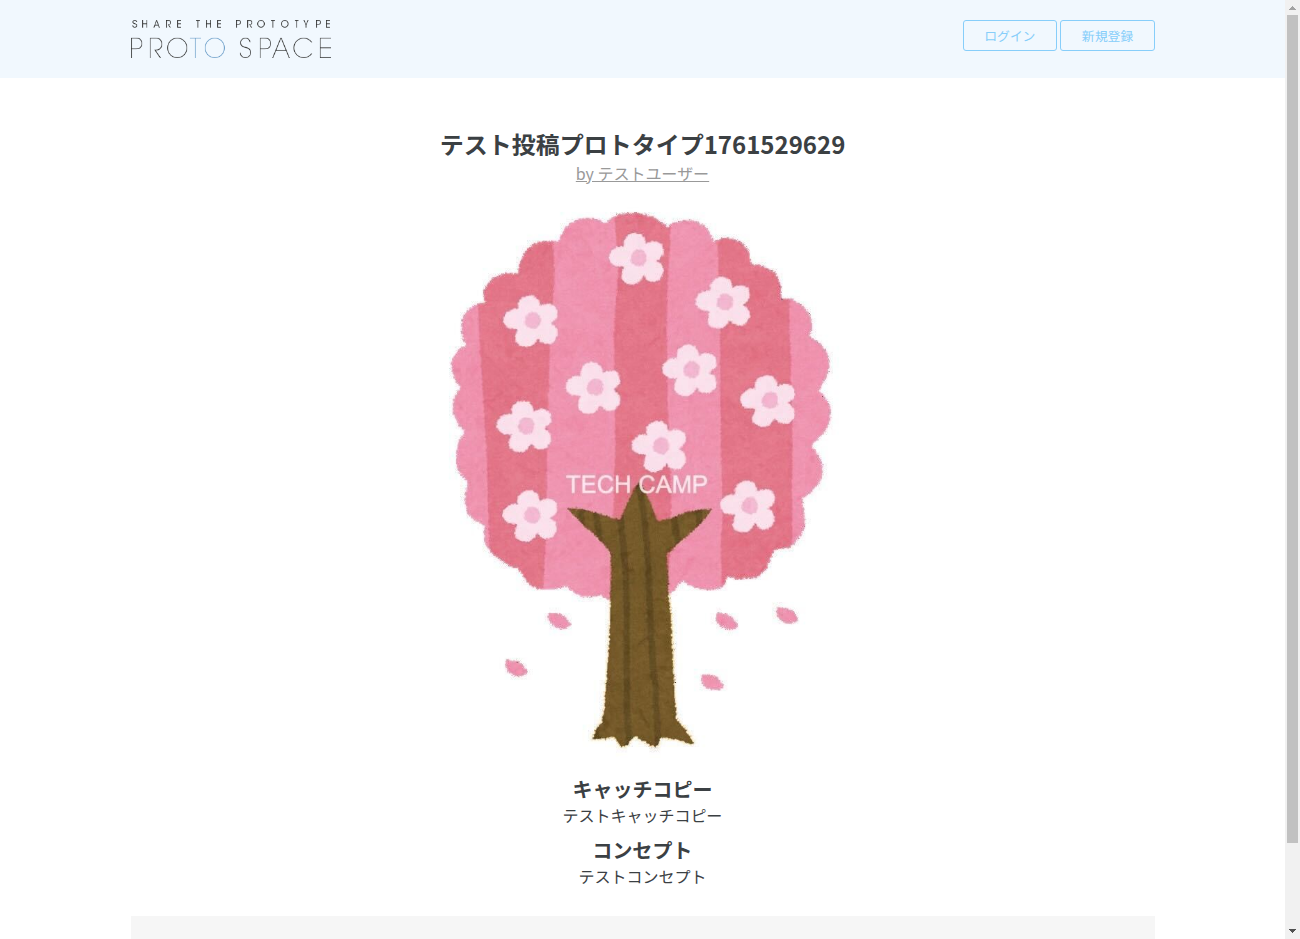 SHARE THE PROTOTYPE
PROTO SPACE
ログイン
新規登録
テスト投稿プロトタイプ1761529629
by テストユーザー
TECH CAMP
キャッチコピー
テストキャッチコピー
コンセプト
テストコンセプト